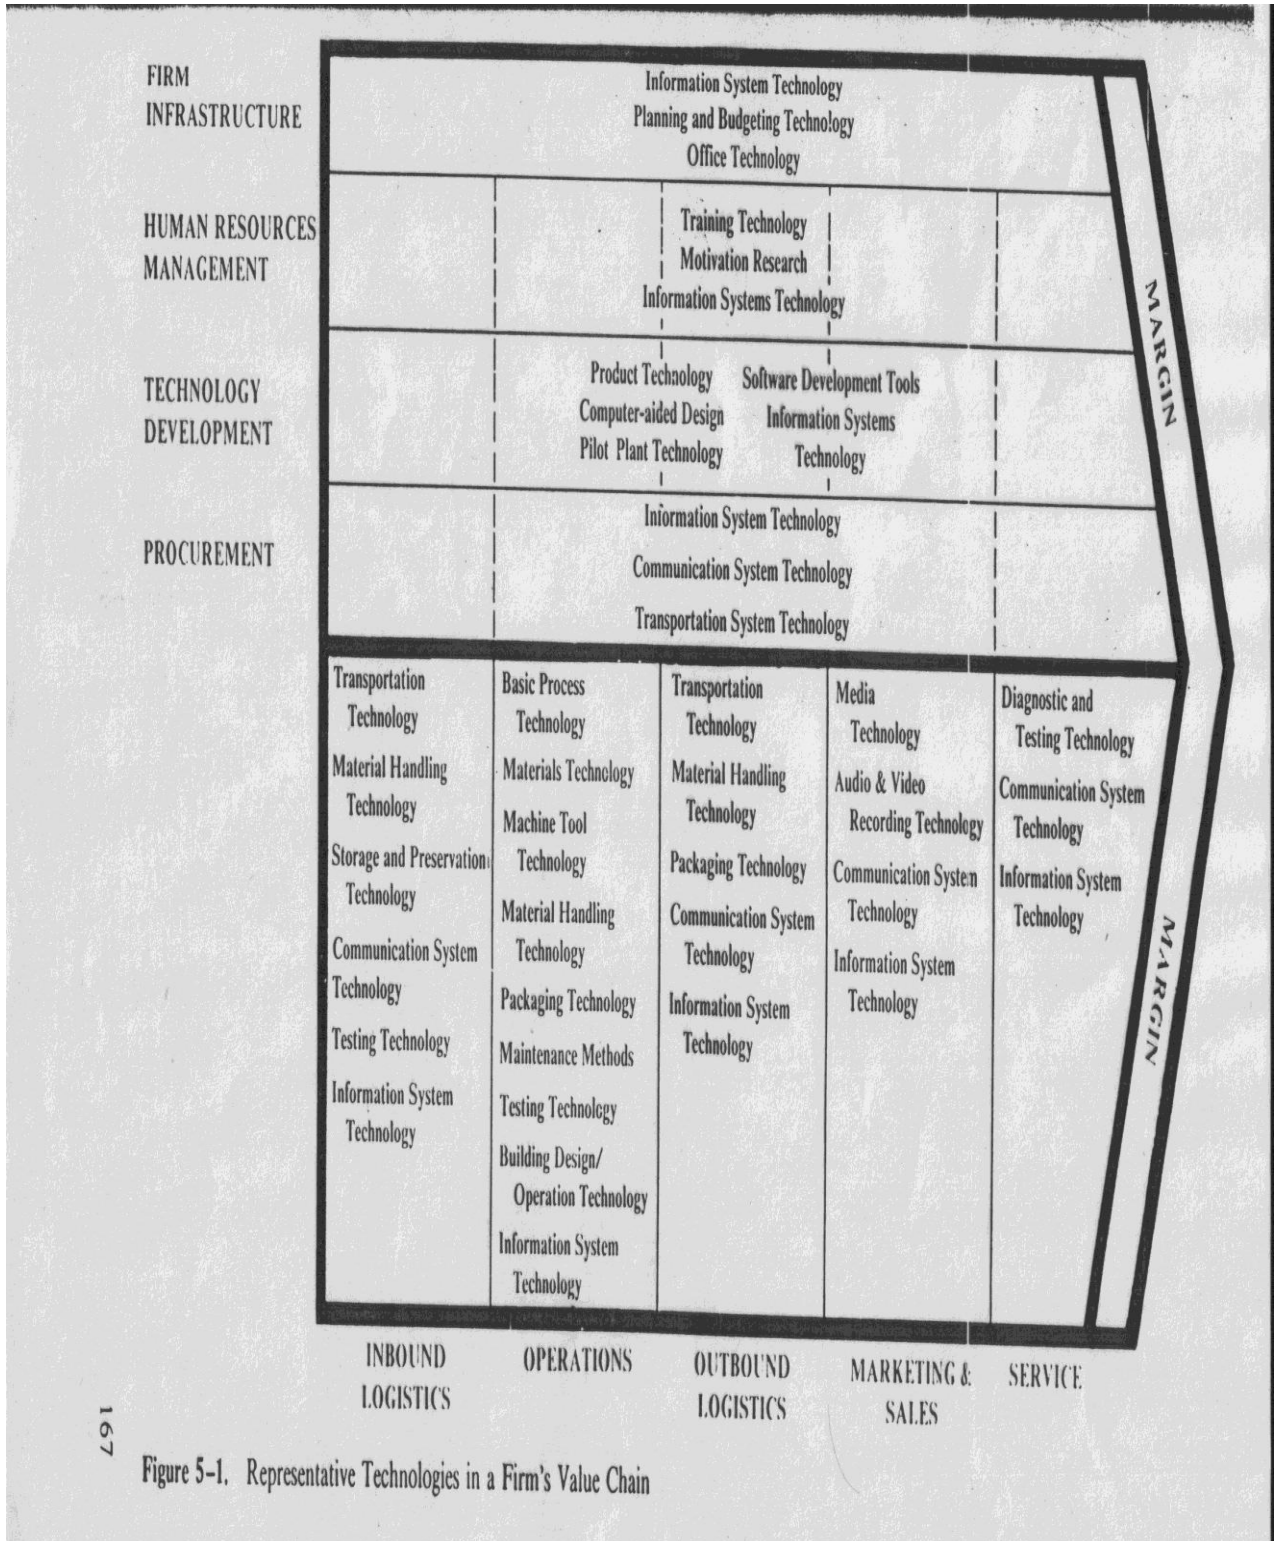 FIRM
INFRASTRUCTURE
Information System Technology
Planning and Budgeting Technology
Office Technology
HUMAN RESOURCES
MANAGEMENT
Training Technology
Motivation Research
Information Systems Technology
TECHNOLOGY
DEVELOPMENT
Product Technology
Computer-aided Design
Pilot Plant Technology
Software Development Tools
Information Systems
Technology
PROCUREMENT
Information System Technology
Communication System Technology
Transportation System Technology
MARGIN
Transportation
Technology
Material Handling
Technology
Storage and Preservation
Technology
Communication System
Technology
Testing Technology
Information System
Technology
Basic Process
Technology
Materials Technology
Machine Tool
Technology
Material Handling
Technology
Packaging Technology
Maintenance Methods
Testing Technology
Building Design/
Operation Technology
Information System
Technology
Transportation
Technology
Material Handling
Technology
Packaging Technology
Communication System
Technology
Information System
Technology
Media
Technology
Audio & Video
Recording Technology
Communication System
Technology
Information System
Technology
Diagnostic and
Testing Technology
Communication System
Technology
Information System
Technology
MARGIN
INBOUND
LOGISTICS
OPERATIONS
OUTBOUND
LOGISTICS
MARKETING &
SALES
SERVICE
167
Figure 5-1. Representative Technologies in a Firm's Value Chain